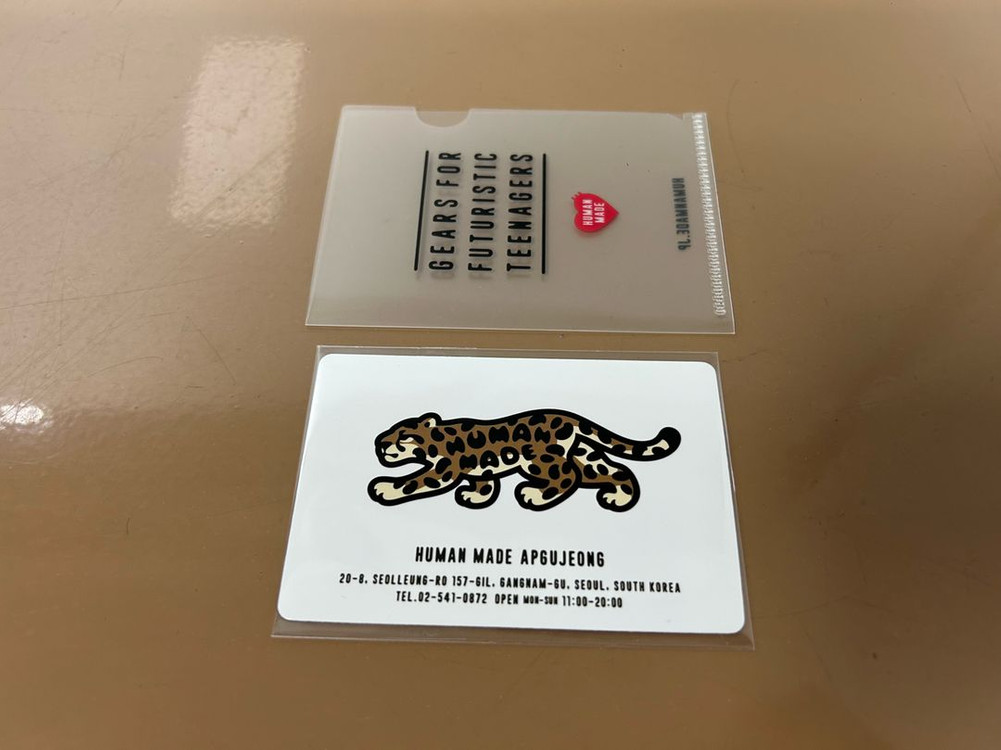 GEARS FOR
FUTURISTIC
TEENAGERS
HUMAN
MADE
HUMANMADE.JP
HUMAN
MADE
HUMAN MADE APGUJEONG
20-8, SEOLLEUNG-RO 157-GIL, GANGNAM-GU, SEOUL, SOUTH KOREA
TEL.02-541-0872 OPEN MON-SUN 11:00-20:00